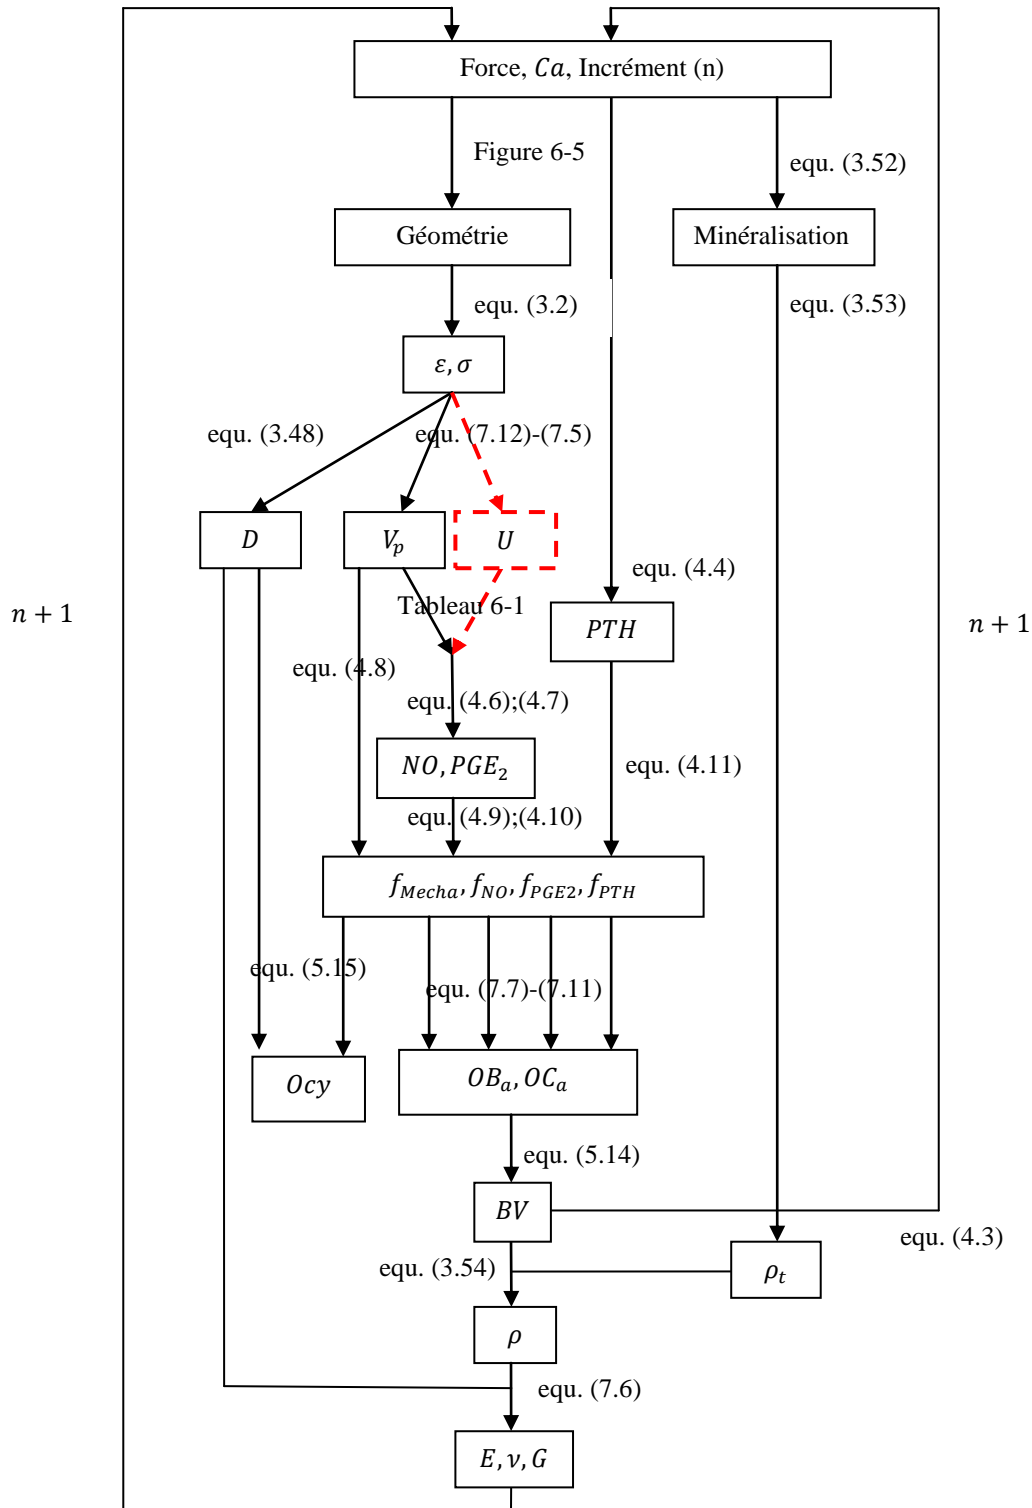 Force, Ca, Incrément (n)
Figure 6-5
equ. (3.52)
Géométrie
Minéralisation
equ. (3.2)
equ. (3.53)
ε, σ
equ. (3.48)
equ. (7.12)-(7.5)
D
V_p
U
equ. (4.4)
Tableau 6-1
n + 1
PTH
n + 1
equ. (4.8)
equ. (4.6);(4.7)
NO, PGE_2
equ. (4.11)
equ. (4.9);(4.10)
f_Mecha, f_NO, f_PGE2, f_PTH
equ. (5.15)
equ. (7.7)-(7.11)
Ocy
OB_a, OC_a
equ. (5.14)
BV
equ. (4.3)
equ. (3.54)
ρ_t
ρ
equ. (7.6)
E, ν, G